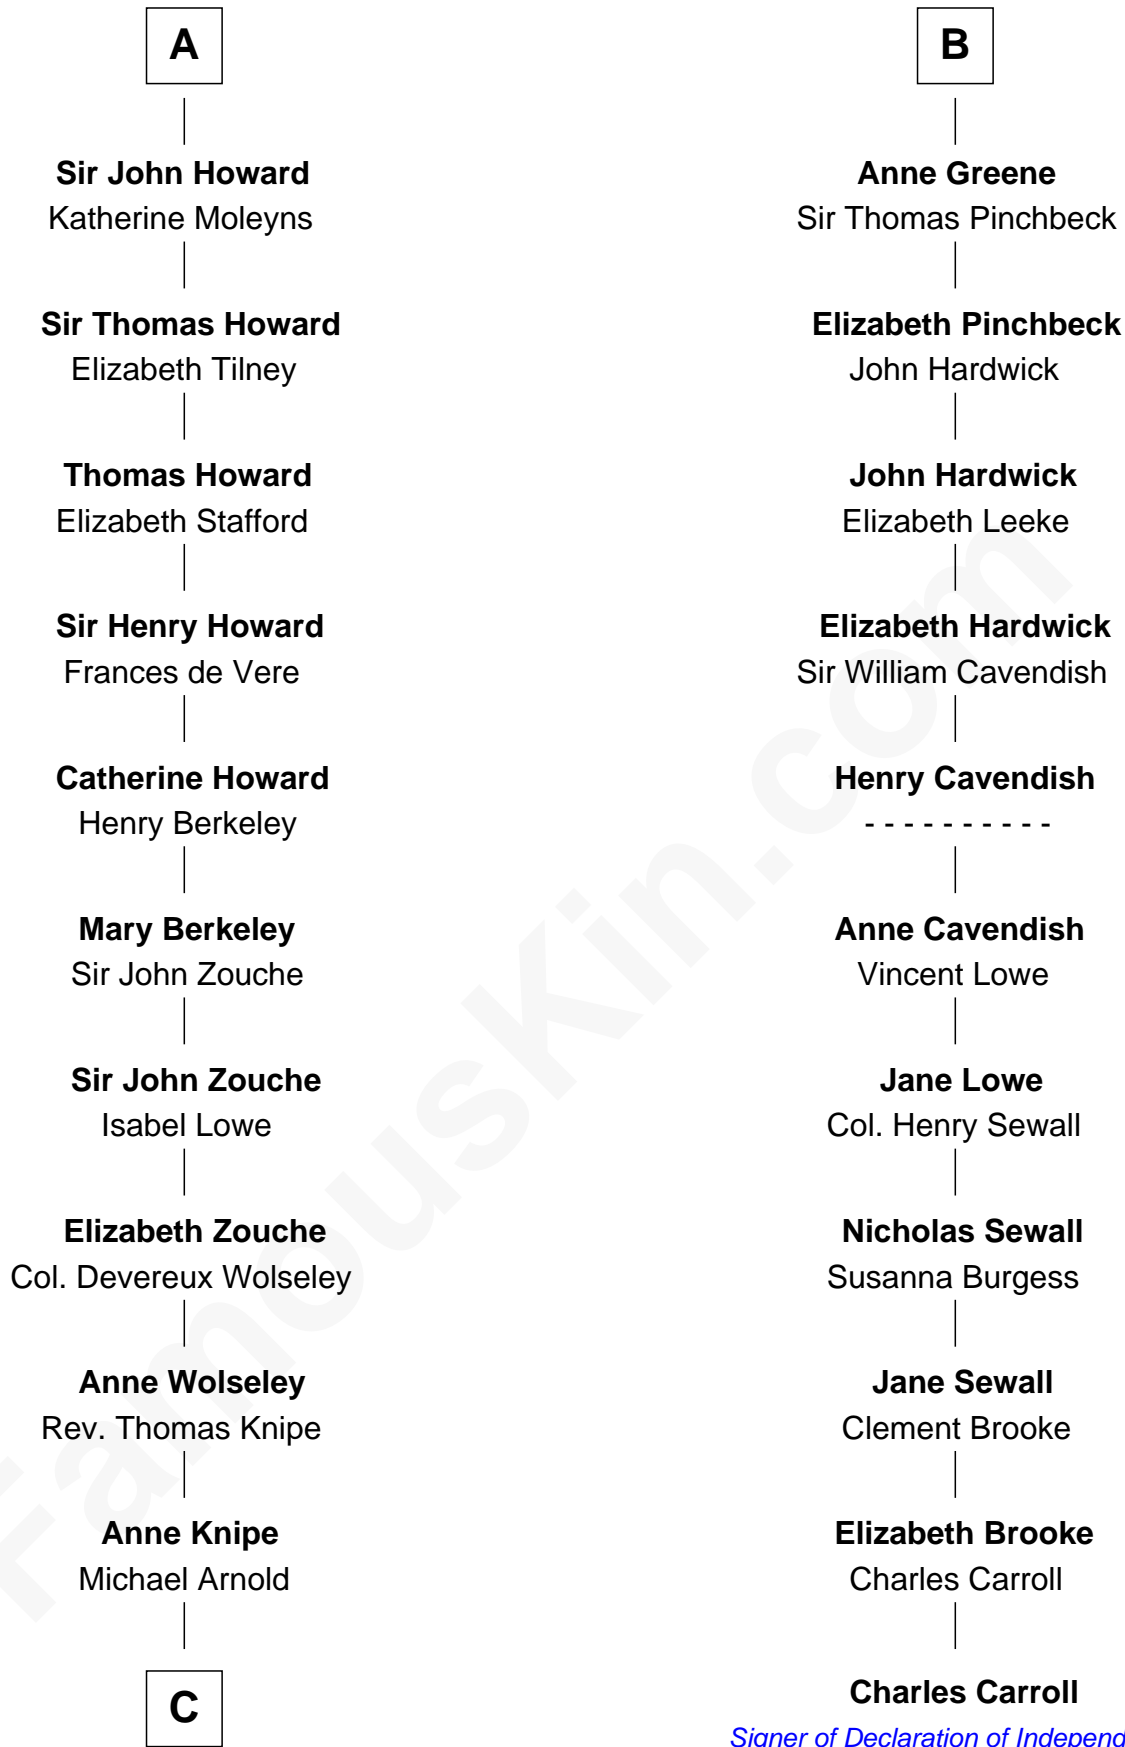 A
Sir John Howard
Katherine Moleyns
Sir Thomas Howard
Elizabeth Tilney
Thomas Howard
Elizabeth Stafford
Sir Henry Howard
Frances de Vere
Catherine Howard
Henry Berkeley
Mary Berkeley
Sir John Zouche
Sir John Zouche
Isabel Lowe
Elizabeth Zouche
Col. Devereux Wolseley
Anne Wolseley
Rev. Thomas Knipe
Anne Knipe
Michael Arnold
C
B
Anne Greene
Sir Thomas Pinchbeck
Elizabeth Pinchbeck
John Hardwick
John Hardwick
Elizabeth Leeke
Elizabeth Hardwick
Sir William Cavendish
Henry Cavendish
- - - - - - - - - -
Anne Cavendish
Vincent Lowe
Jane Lowe
Col. Henry Sewall
Nicholas Sewall
Susanna Burgess
Jane Sewall
Clement Brooke
Elizabeth Brooke
Charles Carroll
Charles Carroll
Signer of Declaration of Independ
FamousKin.com